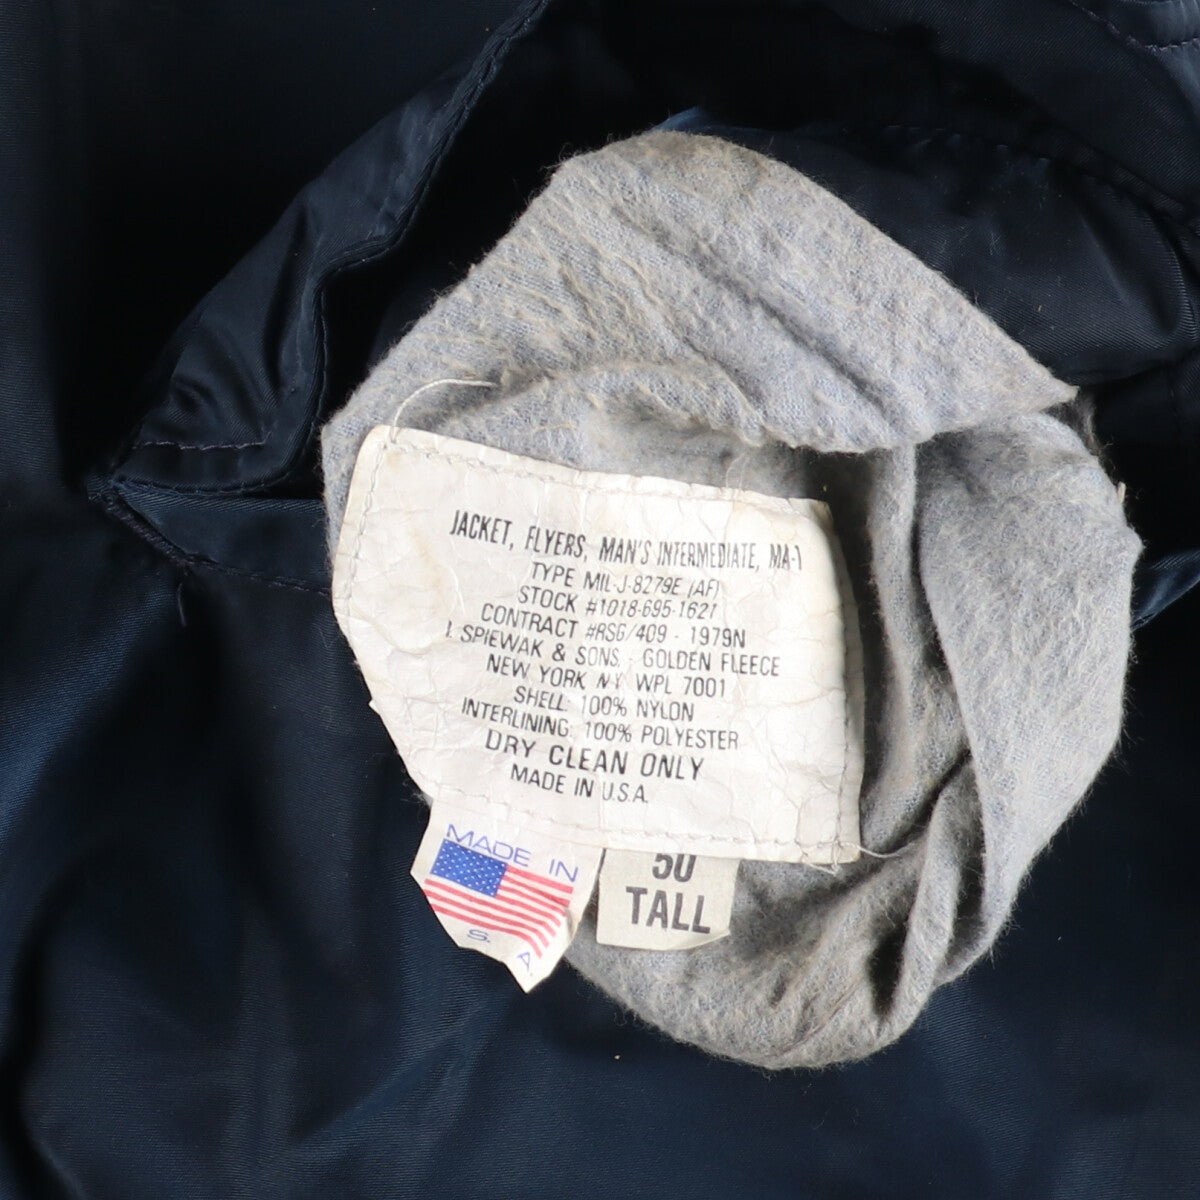 JACKET, FLYERS, MAN'S INTERMEDIATE, MA-1
TYPE MIL-J-8279E (AF)
STOCK #1018-695-1621
CONTRACT #RSG/409 - 1979N
I. SPIEWAK & SONS - GOLDEN FLEECE
NEW YORK NY WPL 7001
SHELL: 100% NYLON
INTERLINING: 100% POLYESTER
DRY CLEAN ONLY
MADE IN U.S.A.
MADE IN
S. A.
50
TALL